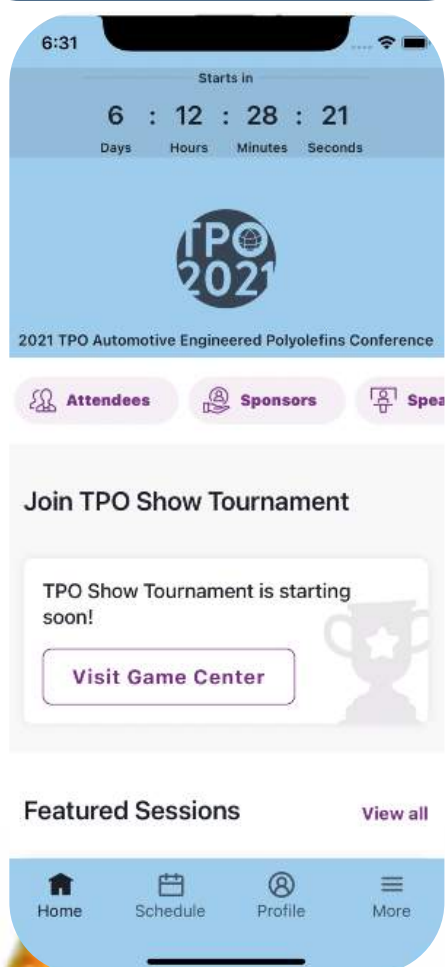 6:31
Starts in
6 : 12 : 28 : 21
Days Hours Minutes Seconds
TPO
2021
2021 TPO Automotive Engineered Polyolefins Conference
Attendees Sponsors Spea
Join TPO Show Tournament
TPO Show Tournament is starting
soon!
Visit Game Center
Featured Sessions View all
Home Schedule Profile More